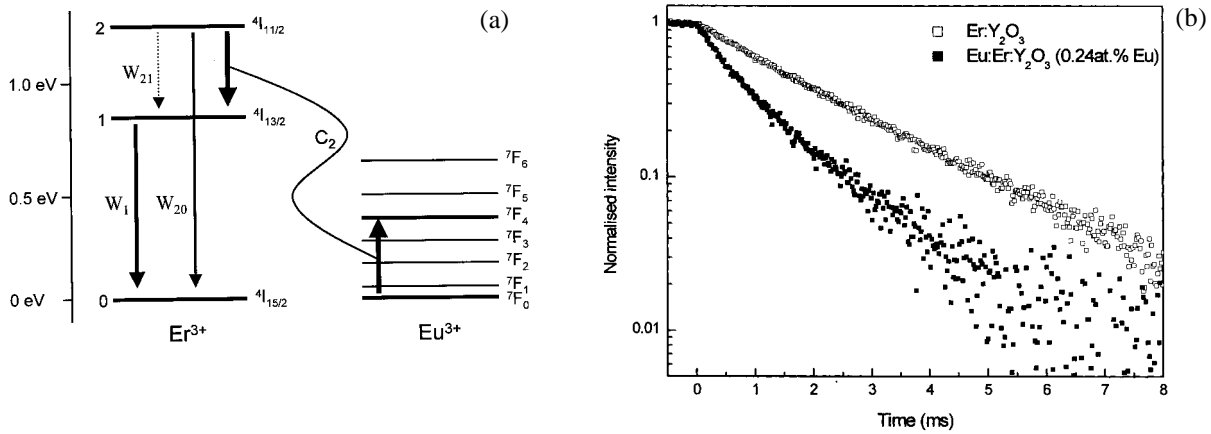 (a)
2
⁴I₁₁/₂
W₂₁
1.0 eV
1
⁴I₁₃/₂
C₂
0.5 eV
W₁
W₂₀
⁷F₆
⁷F₅
⁷F₄
⁷F₃
⁷F₂
⁷F₁
⁷F₀
0 eV
0
⁴I₁₅/₂
Er³⁺
Eu³⁺
(b)
Er:Y₂O₃
Eu:Er:Y₂O₃ (0.24at.% Eu)
Normalised intensity
1
0.1
0.01
0 1 2 3 4 5 6 7 8
Time (ms)